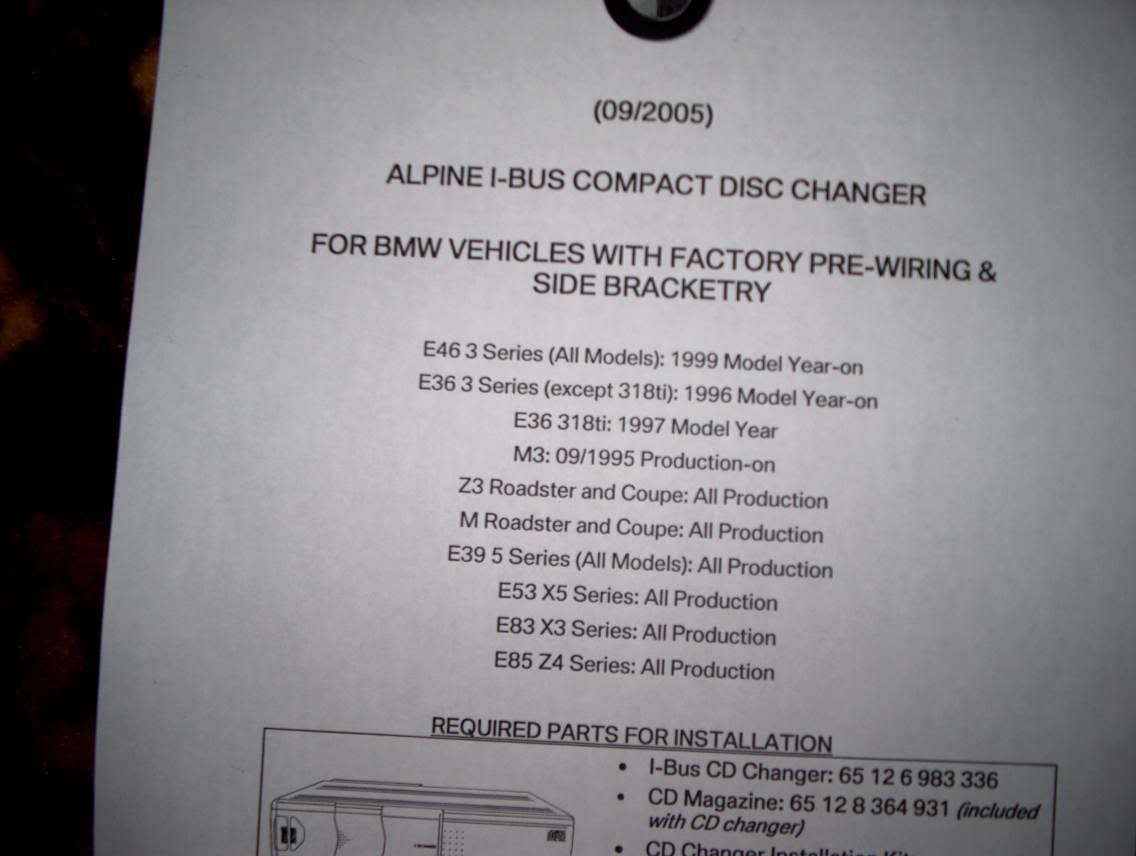 (09/2005)
ALPINE I-BUS COMPACT DISC CHANGER
FOR BMW VEHICLES WITH FACTORY PRE-WIRING &
SIDE BRACKETRY
E46 3 Series (All Models): 1999 Model Year-on
E36 3 Series (except 318ti): 1996 Model Year-on
E36 318ti: 1997 Model Year
M3: 09/1995 Production-on
Z3 Roadster and Coupe: All Production
M Roadster and Coupe: All Production
E39 5 Series (All Models): All Production
E53 X5 Series: All Production
E83 X3 Series: All Production
E85 Z4 Series: All Production
REQUIRED PARTS FOR INSTALLATION
• I-Bus CD Changer: 65 12 6 983 336
• CD Magazine: 65 12 8 364 931 (included
with CD changer)
• CD Changer Installation Kit